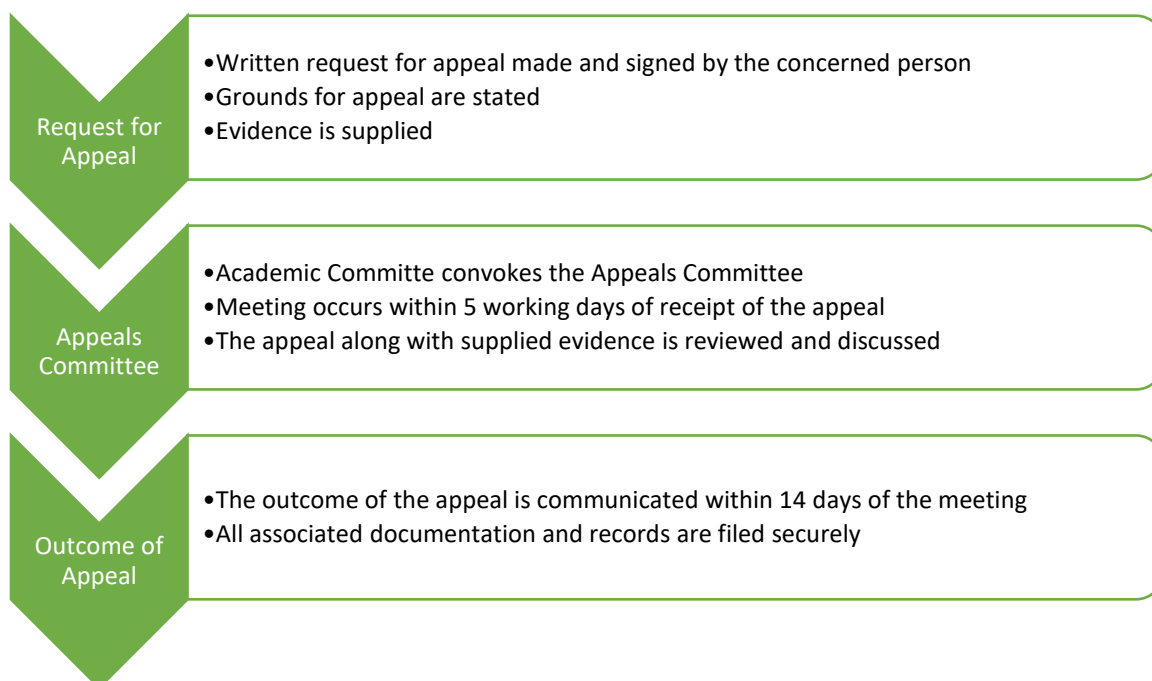 Request for
Appeal
•Written request for appeal made and signed by the concerned person
•Grounds for appeal are stated
•Evidence is supplied
Appeals
Committee
•Academic Committe convokes the Appeals Committee
•Meeting occurs within 5 working days of receipt of the appeal
•The appeal along with supplied evidence is reviewed and discussed
Outcome of
Appeal
•The outcome of the appeal is communicated within 14 days of the meeting
•All associated documentation and records are filed securely